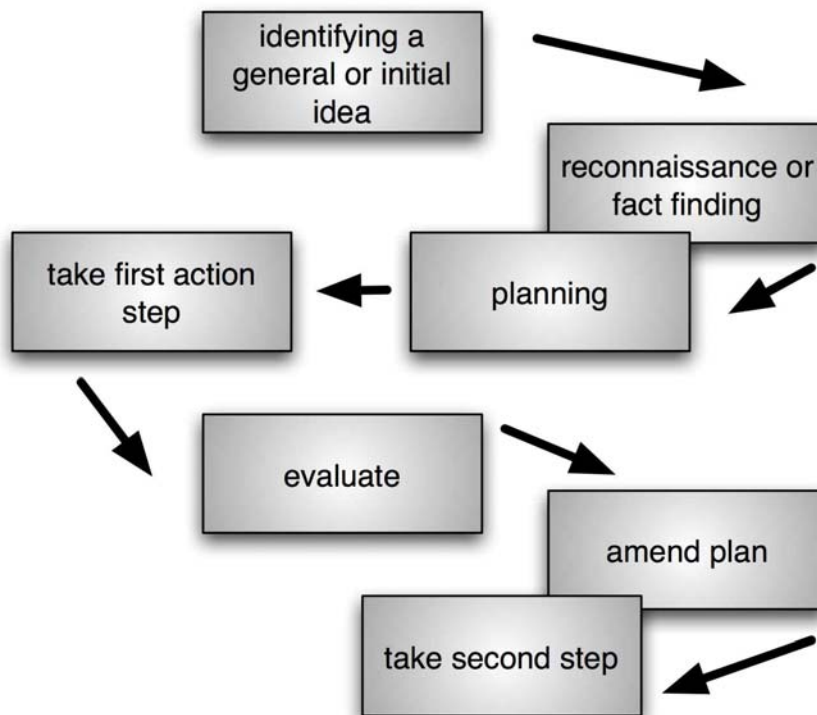 identifying a
general or initial
idea
reconnaissance or
fact finding
planning
take first action
step
evaluate
amend plan
take second step